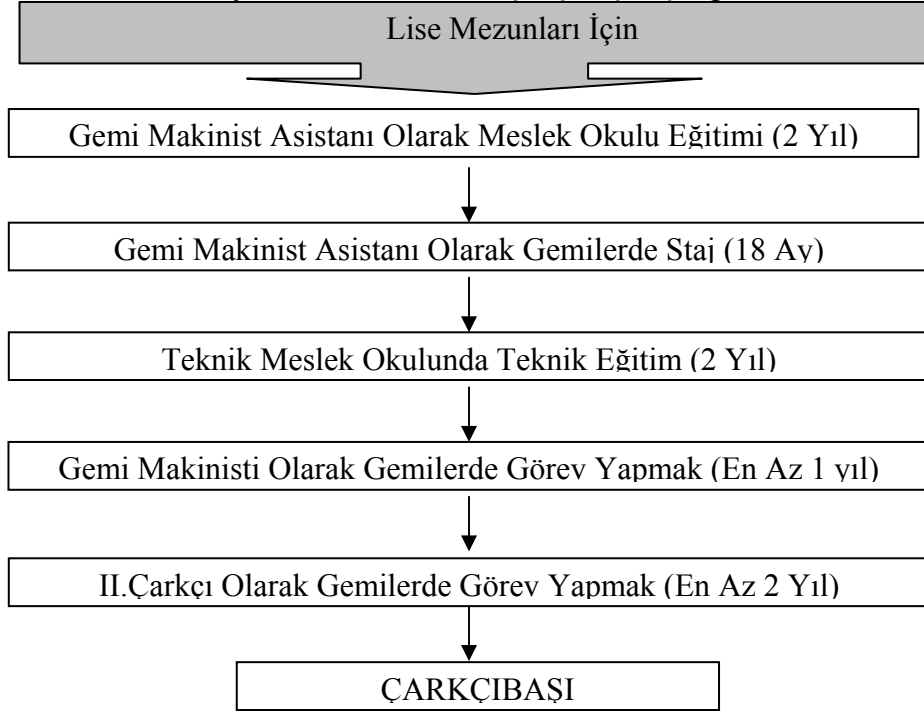 Lise Mezunları İçin
Gemi Makinist Asistanı Olarak Meslek Okulu Eğitimi (2 Yıl)
Gemi Makinist Asistanı Olarak Gemilerde Staj (18 Ay)
Teknik Meslek Okulunda Teknik Eğitim (2 Yıl)
Gemi Makinisti Olarak Gemilerde Görev Yapmak (En Az 1 yıl)
II.Çarkçı Olarak Gemilerde Görev Yapmak (En Az 2 Yıl)
ÇARKÇIBAŞI